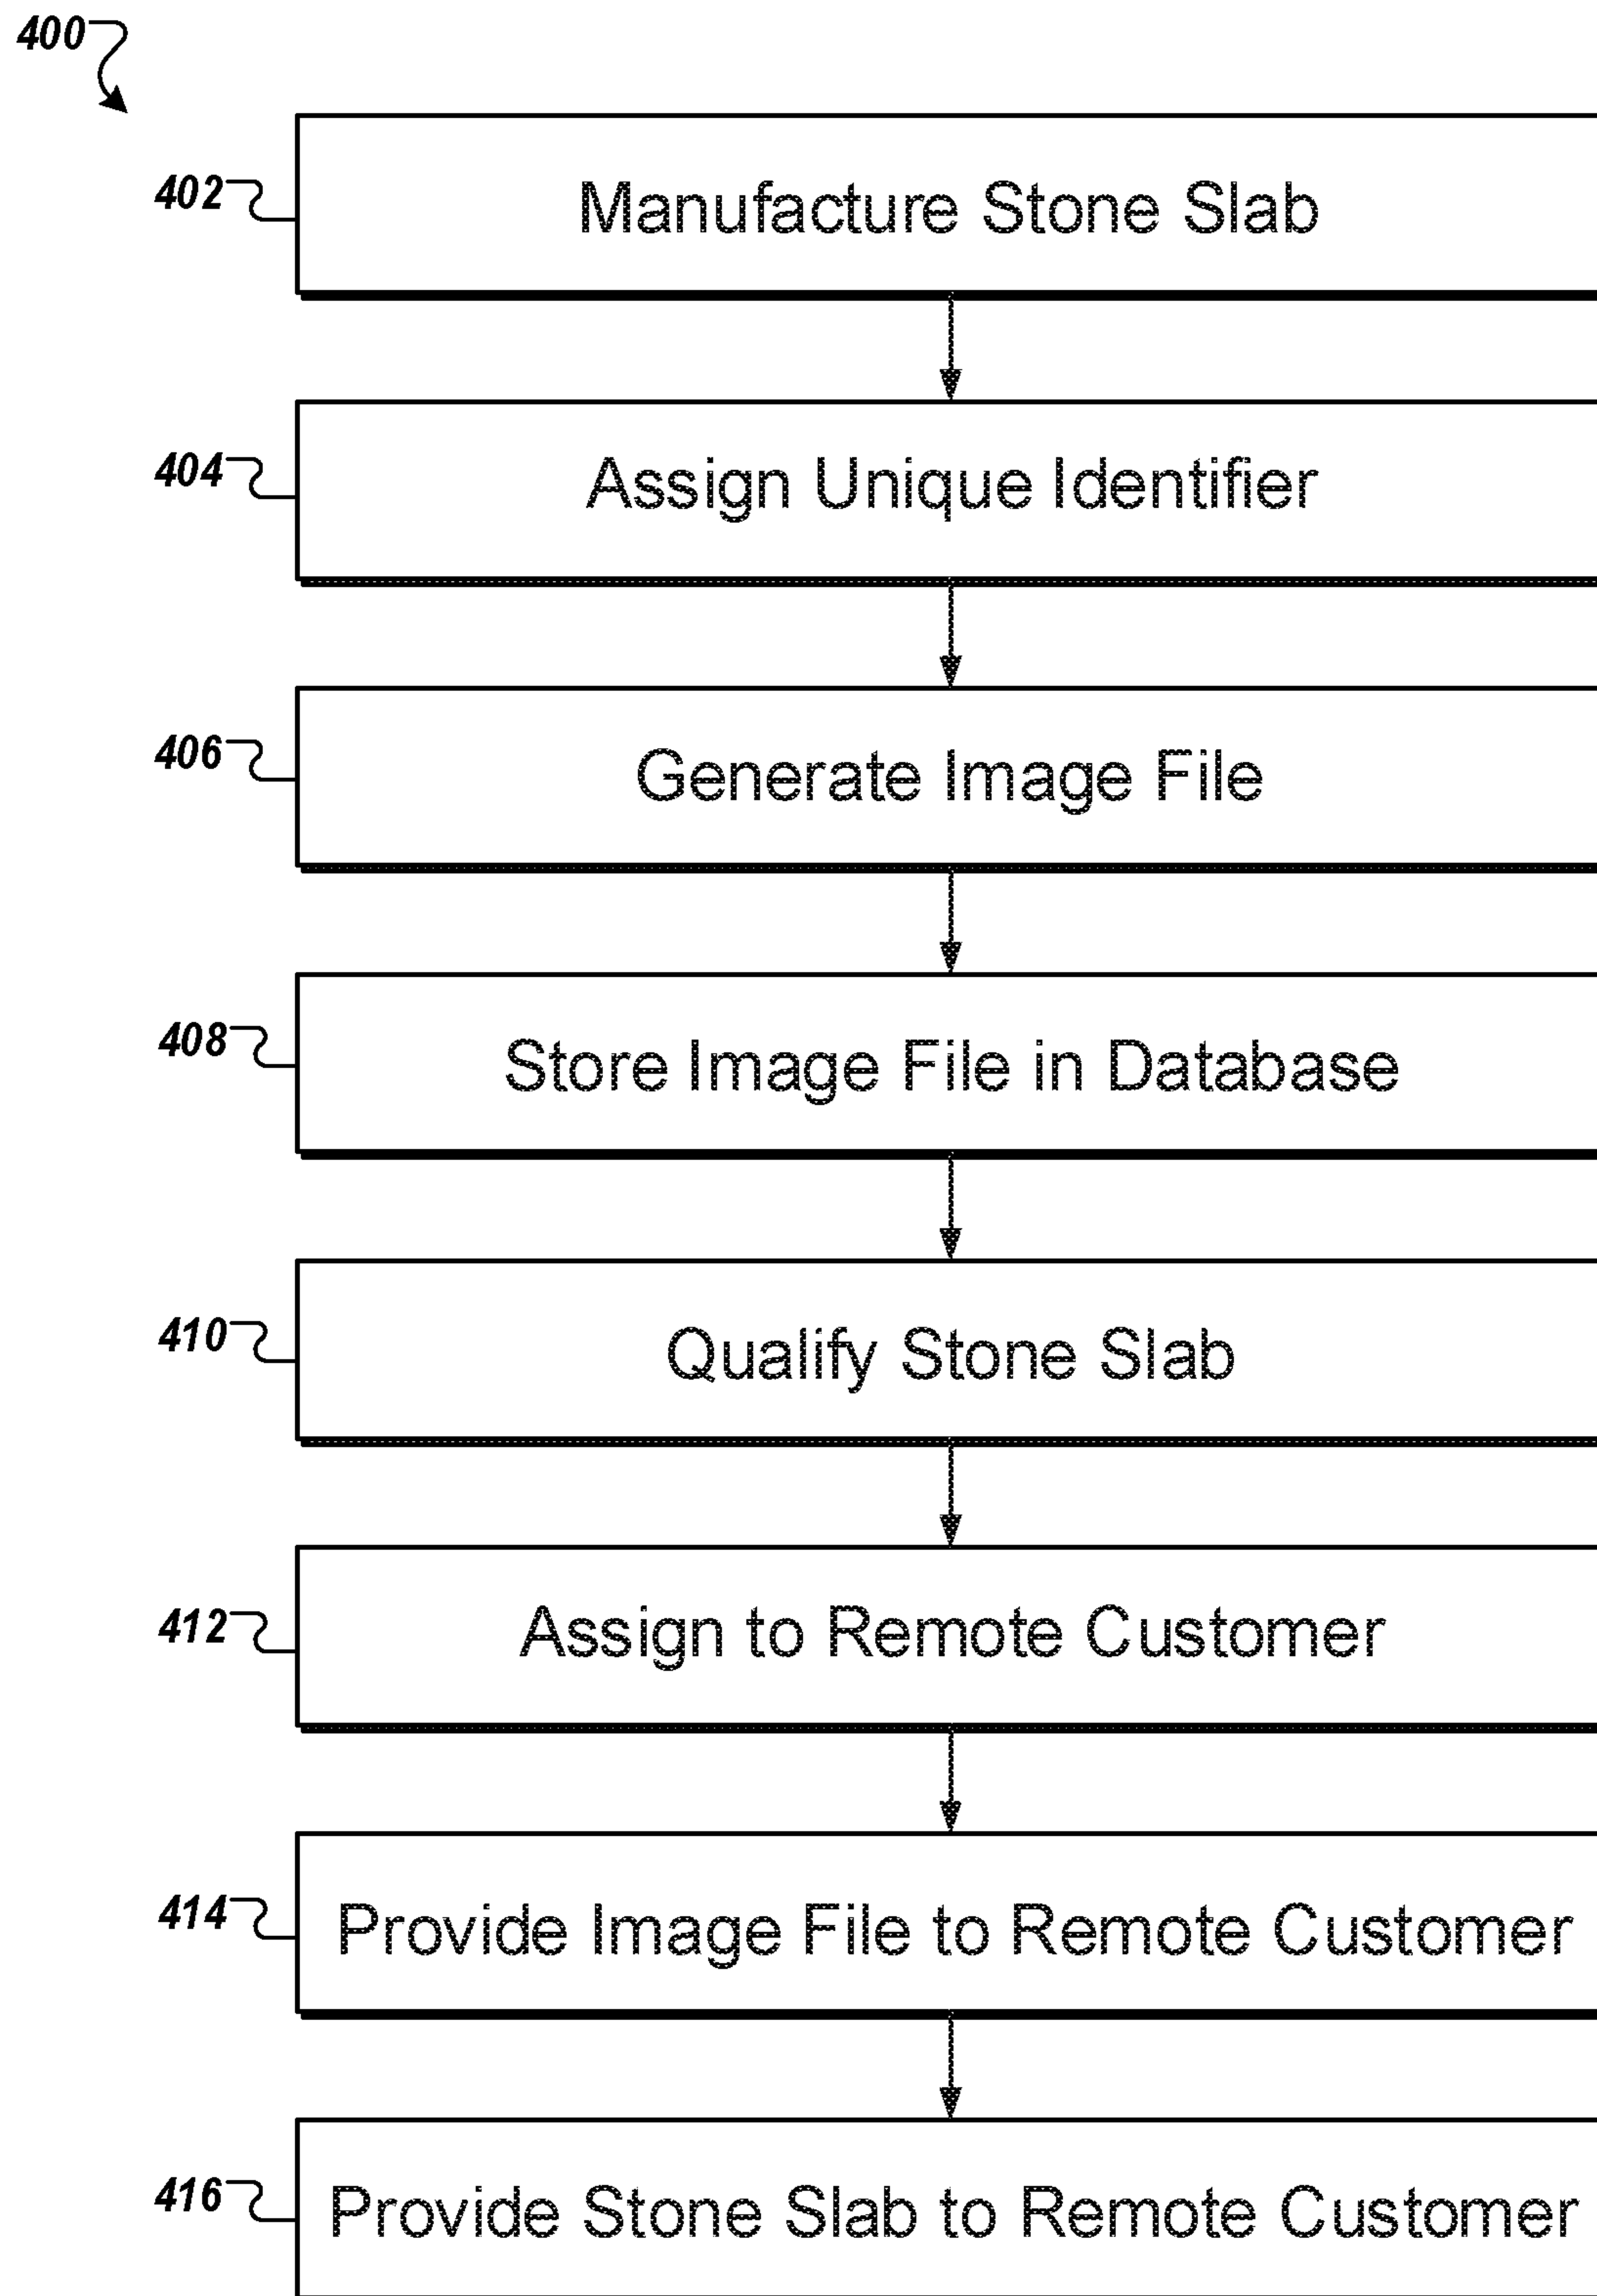 400
402 Manufacture Stone Slab
404 Assign Unique Identifier
406 Generate Image File
408 Store Image File in Database
410 Qualify Stone Slab
412 Assign to Remote Customer
414 Provide Image File to Remote Customer
416 Provide Stone Slab to Remote Customer